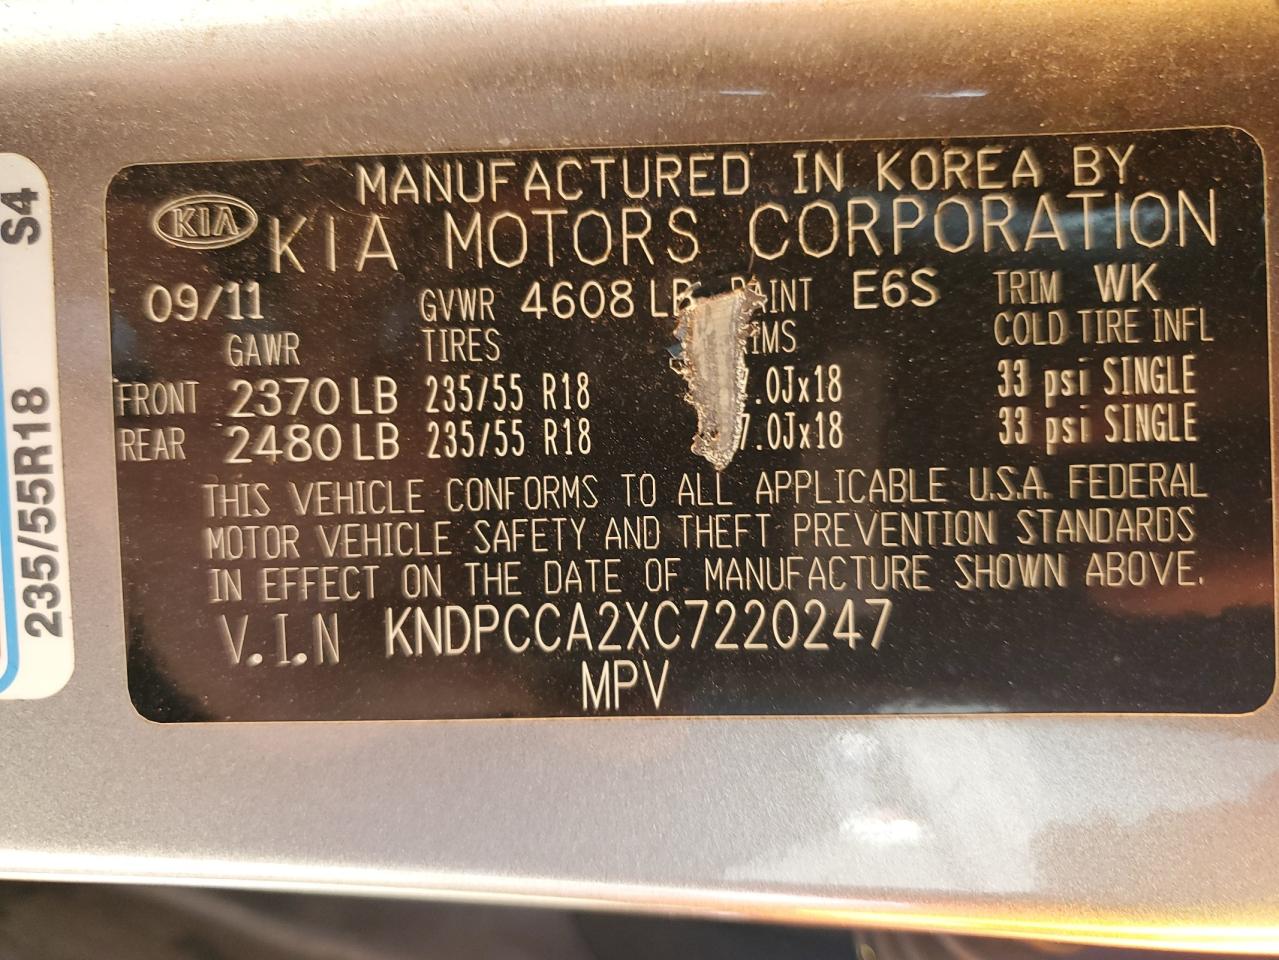 MANUFACTURED IN KOREA BY
KIA
KIA MOTORS CORPORATION
09/11 GVWR 4608 LB E6S TRIM WK
GAWR TIRES COLD TIRE INFL
FRONT 2370 LB 235/55 R18 .0Jx18 33 psi SINGLE
REAR 2480 LB 235/55 R18 7.0Jx18 33 psi SINGLE
THIS VEHICLE CONFORMS TO ALL APPLICABLE U.S.A. FEDERAL
MOTOR VEHICLE SAFETY AND THEFT PREVENTION STANDARDS
IN EFFECT ON THE DATE OF MANUFACTURE SHOWN ABOVE.
V.I.N KNDPCCA2XC7220247
MPV
235/55R18 S4